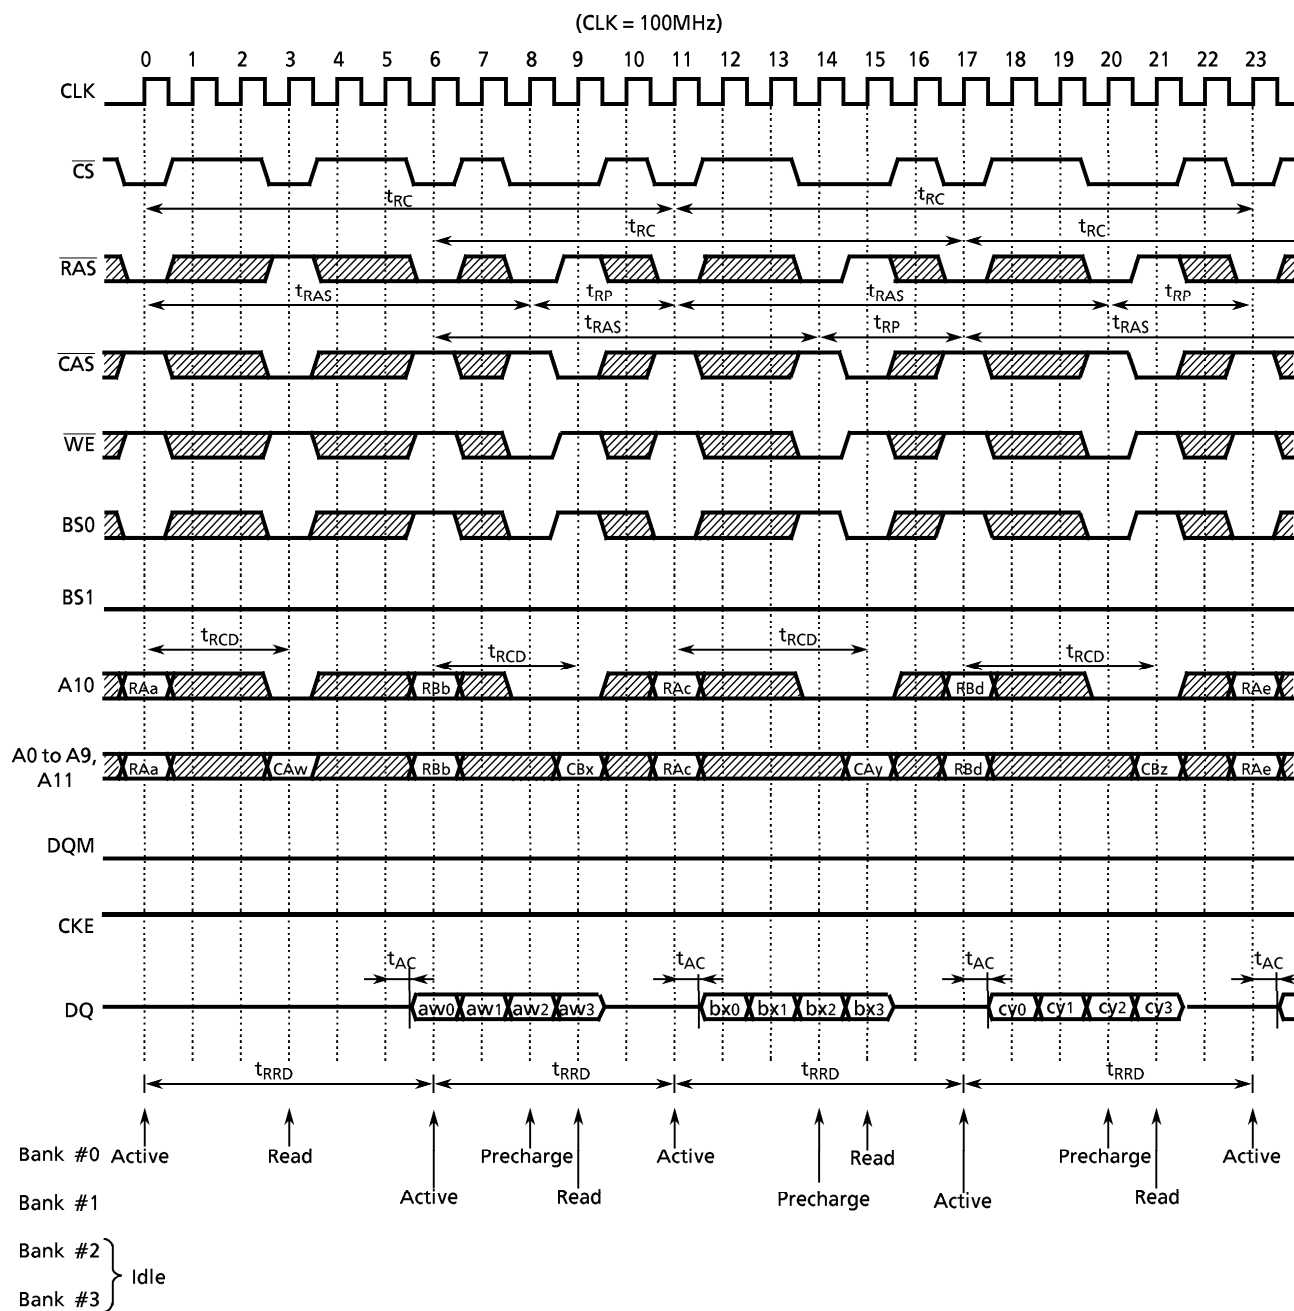 (CLK = 100MHz)
0 1 2 3 4 5 6 7 8 9 10 11 12 13 14 15 16 17 18 19 20 21 22 23
CLK
CS
tRC tRC
tRC tRC
RAS
tRAS tRP tRAS tRP
tRAS tRP tRAS
CAS
WE
BS0
BS1
tRCD tRCD tRCD tRCD
A10 RAa RBb RAc RBd RAe
A0 to A9,
A11
RAa CAw RBb CBx RAc CAy RBd CBz RAe
DQM
CKE
tAC tAC tAC tAC
DQ aw0 aw1 aw2 aw3 bx0 bx1 bx2 bx3 cy0 cy1 cy2 cy3
tRRD tRRD tRRD tRRD
Bank #0 Active Read Precharge Active Read Precharge Active
Bank #1 Active Read Precharge Active Read
Bank #2
Idle
Bank #3